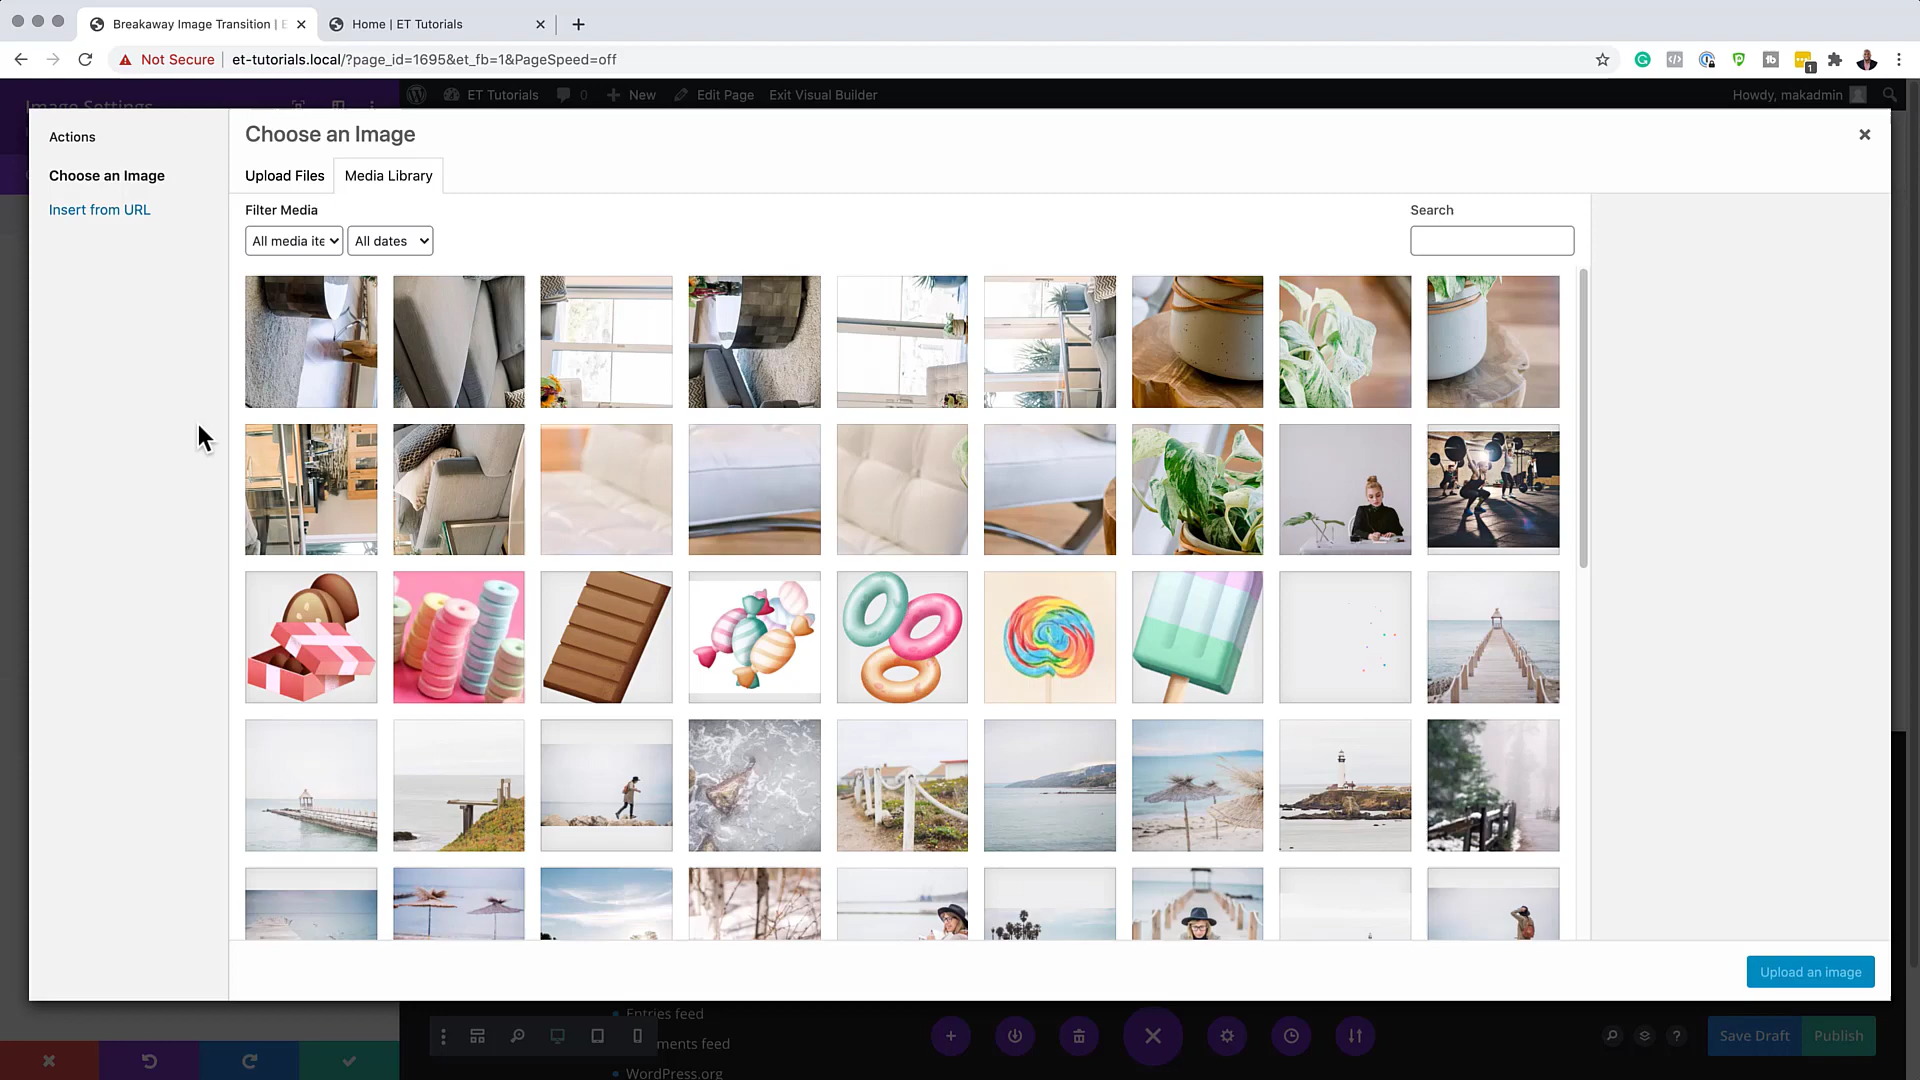 Breakaway Image Transition | E
Home | ET Tutorials
Not Secure
et-tutorials.local/?page_id=1695&et_fb=1&PageSpeed=off
1
Image Settings
ET Tutorials
0
New
Edit Page
Exit Visual Builder
Howdy, makadmin
Actions
Choose an Image
Insert from URL
Choose an Image
Upload Files
Media Library
Filter Media
Search
All media ite
All dates
Upload an image
Entries feed
ments feed
WordPress.org
?
Save Draft
Publish